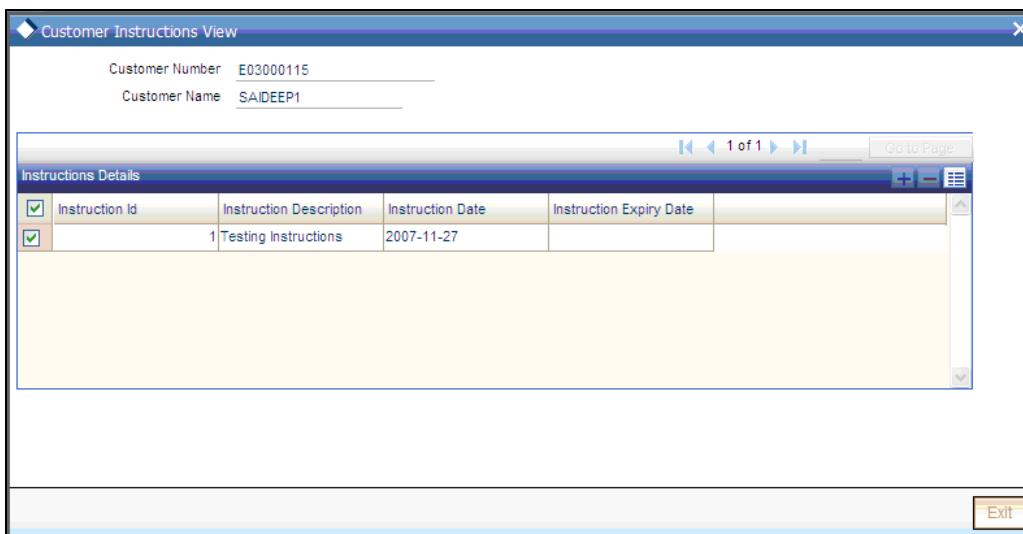 Customer Instructions View
Customer Number E03000115
Customer Name SAIDEEP1
1 of 1 Go to Page
Instructions Details
Instruction Id Instruction Description Instruction Date Instruction Expiry Date
1 Testing Instructions 2007-11-27
Exit